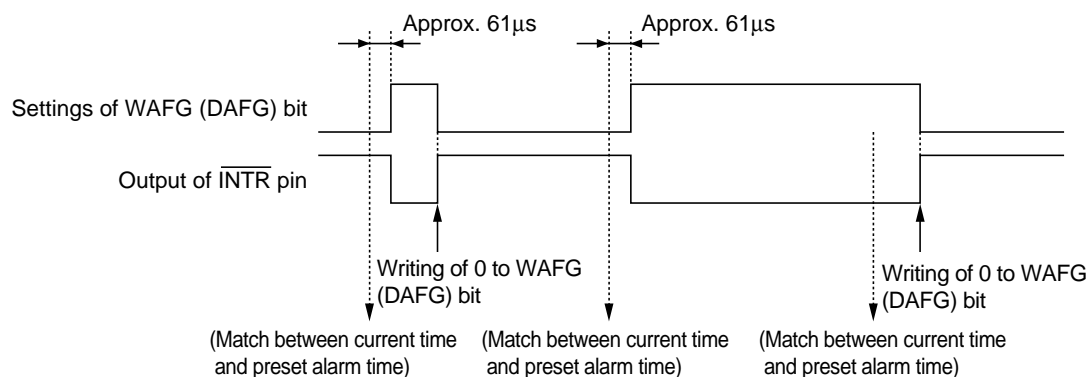 Approx. 61μs
Approx. 61μs
Settings of WAFG (DAFG) bit
Output of INTR pin
Writing of 0 to WAFG
(DAFG) bit
Writing of 0 to WAFG
(DAFG) bit
(Match between current time
and preset alarm time)
(Match between current time
and preset alarm time)
(Match between current time
and preset alarm time)